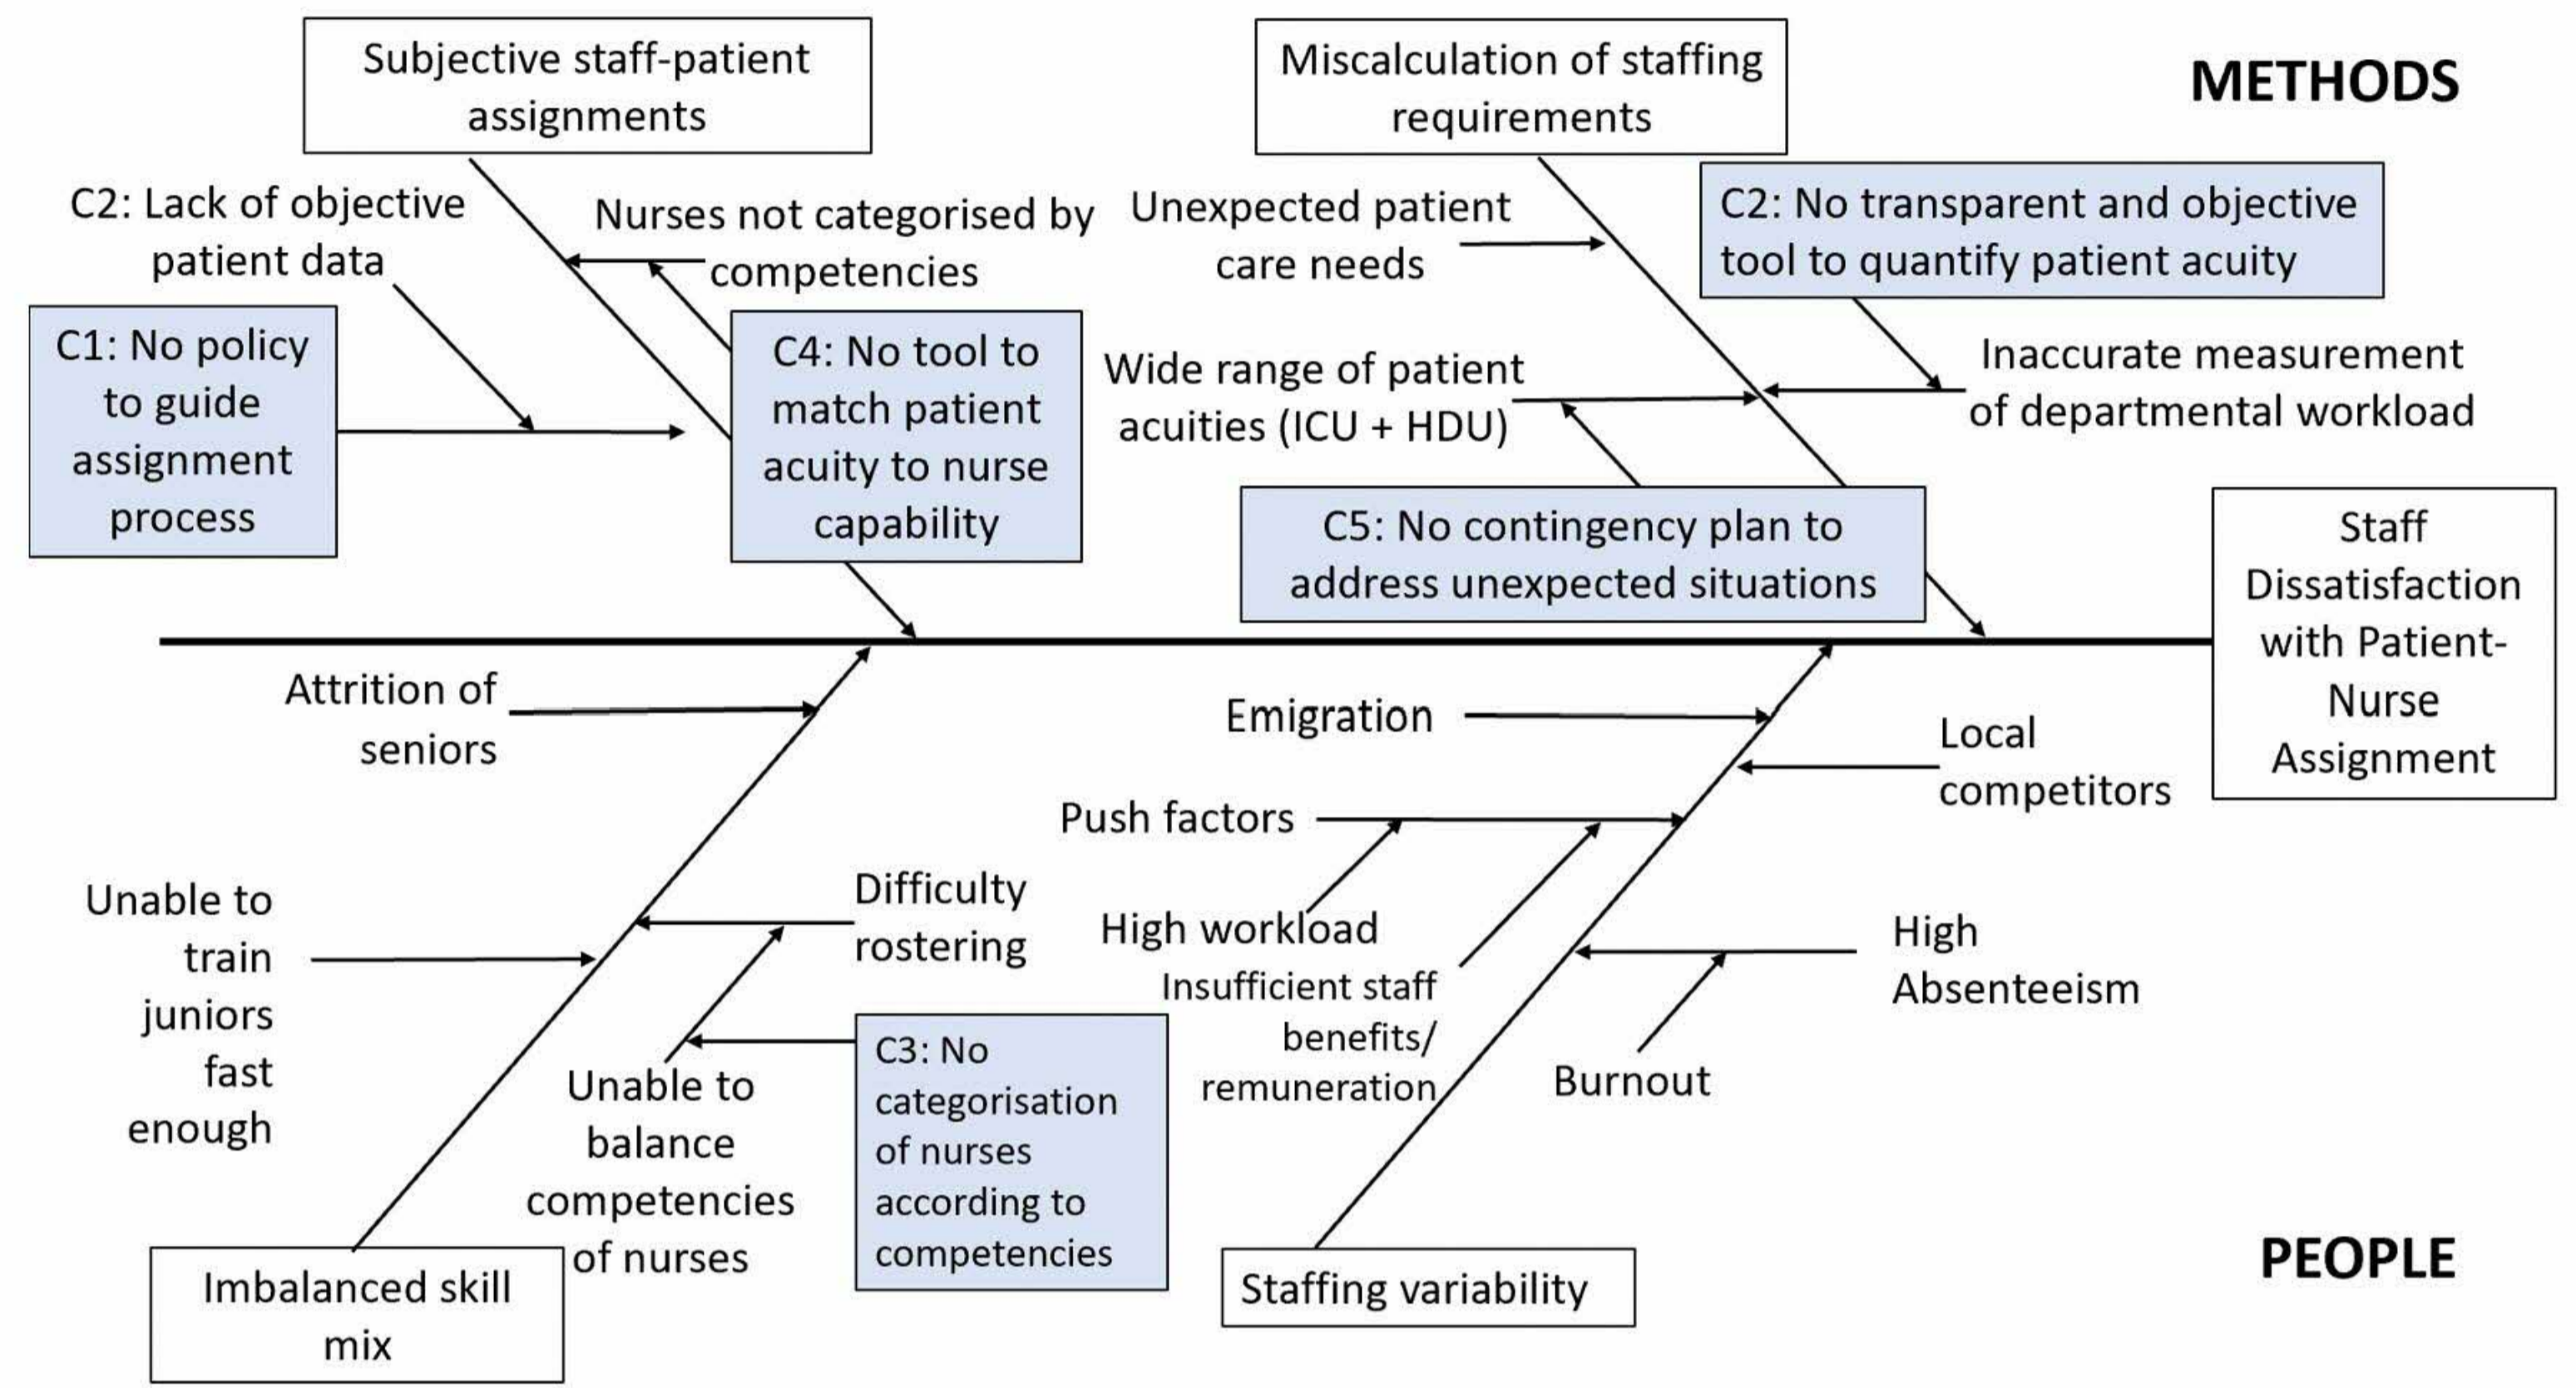 Subjective staff-patient
assignments
Miscalculation of staffing
requirements
METHODS
C2: Lack of objective
patient data
Nurses not categorised by
competencies
Unexpected patient
care needs
C2: No transparent and objective
tool to quantify patient acuity
C1: No policy
to guide
assignment
process
C4: No tool to
match patient
acuity to nurse
capability
Wide range of patient
acuities (ICU + HDU)
Inaccurate measurement
of departmental workload
C5: No contingency plan to
address unexpected situations
Staff
Dissatisfaction
with Patient-
Nurse
Assignment
Attrition of
seniors
Emigration
Local
competitors
Push factors
High workload
Insufficient staff
benefits/
remuneration
High
Absenteeism
Burnout
Unable to
train
juniors
fast
enough
Difficulty
rostering
Unable to
balance
competencies
of nurses
C3: No
categorisation
of nurses
according to
competencies
Imbalanced skill
mix
Staffing variability
PEOPLE